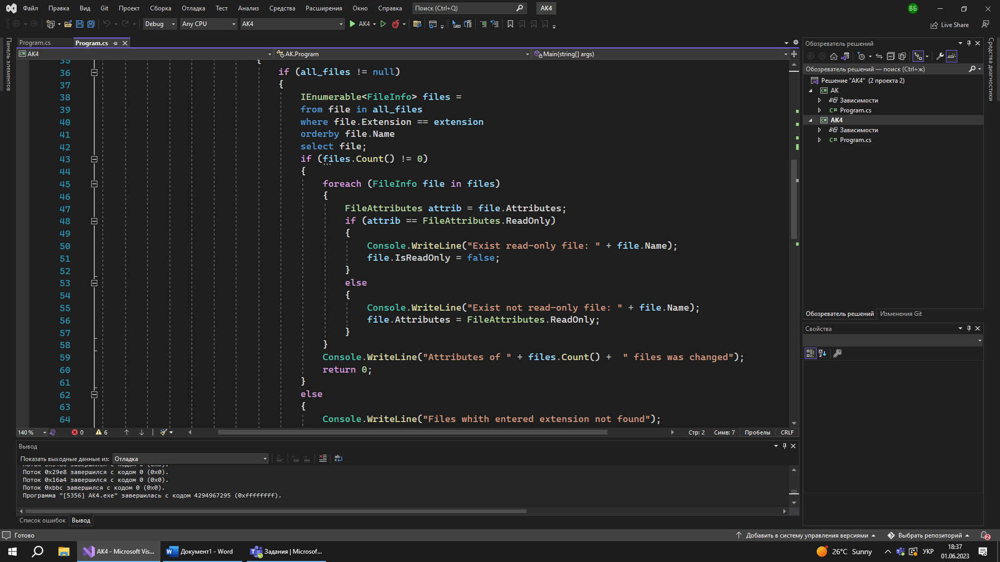 Файл Правка Вид Git Проект Сборка Отладка Тест Анализ Средства Расширения Окно Справка Поиск (Ctrl+Q) AK4 ВБ
Debug Any CPU AK4 AK4 Live Share
Панель элементов
Program.cs Program.cs
AK4 AK.Program Main(string[] args)
35 {
36 if (all_files != null)
37 {
38 IEnumerable<FileInfo> files =
39 from file in all_files
40 where file.Extension == extension
41 orderby file.Name
42 select file;
43 if (files.Count() != 0)
44 {
45 foreach (FileInfo file in files)
46 {
47 FileAttributes attrib = file.Attributes;
48 if (attrib == FileAttributes.ReadOnly)
49 {
50 Console.WriteLine("Exist read-only file: " + file.Name);
51 file.IsReadOnly = false;
52 }
53 else
54 {
55 Console.WriteLine("Exist not read-only file: " + file.Name);
56 file.Attributes = FileAttributes.ReadOnly;
57 }
58 }
59 Console.WriteLine("Attributes of " + files.Count() +  " files was changed");
60 return 0;
61 }
62 else
63 {
64 Console.WriteLine("Files whith entered extension not found");
140 % 0 6 Стр: 2 Симв: 7 Пробелы CRLF
Вывод
Показать выходные данные из: Отладка
завершился с кодом 0 (0x0).
Поток 0x29e8 завершился с кодом 0 (0x0).
Поток 0x16a4 завершился с кодом 0 (0x0).
Поток 0xbbc завершился с кодом 0 (0x0).
Программа "[5356] AK4.exe" завершилась с кодом 4294967295 (0xffffffff).
Список ошибок Вывод
Обозреватель решений
Обозреватель решений — поиск (Ctrl+ж)
Решение "AK4" (2 проекта 2)
AK
Зависимости
C# Program.cs
AK4
Зависимости
C# Program.cs
Обозреватель решений Изменения Git
Свойства
Средства диагностики
Готово Добавить в систему управления версиями Выбрать репозиторий 2
AK4 - Microsoft Vis... Документ1 - Word Задания | Microsof... 26°C Sunny УКР 18:37
01.06.2023